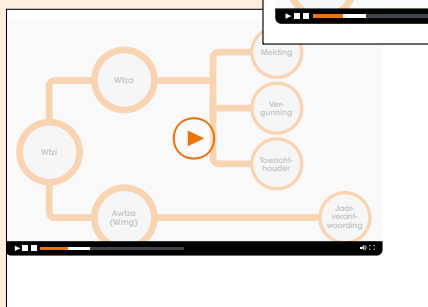 Melding
Wtza
Ver-
gunning
Wtzi
Toezicht-
houder
Awtza
(Wmg)
Jaar-
verant-
woording